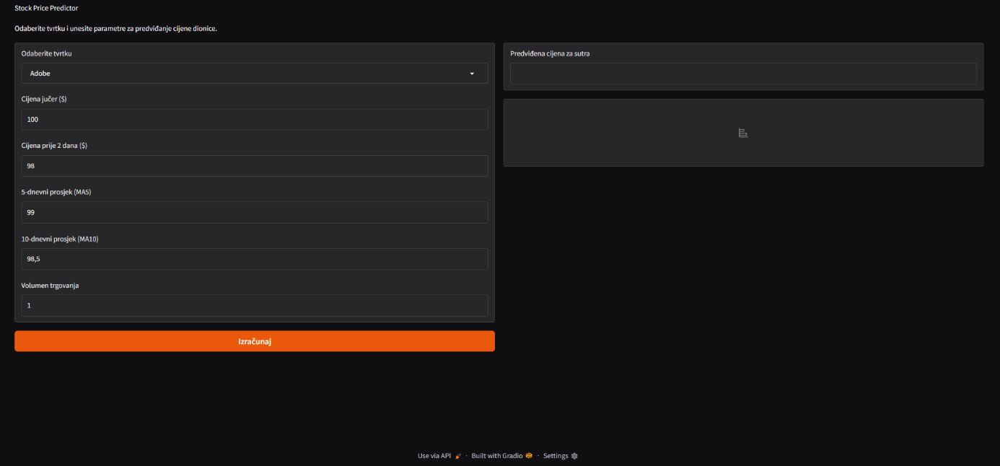 Stock Price Predictor
Odaberite tvrtku i unesite parametre za predviđanje cijene dionice.
Odaberite tvrtku
Adobe
Cijena jučer ($)
100
Cijena prije 2 dana ($)
98
5-dnevni prosjek (MA5)
99
10-dnevni prosjek (MA10)
98,5
Volumen trgovanja
1
Izračunaj
Predviđena cijena za sutra
Use via API · Built with Gradio · Settings